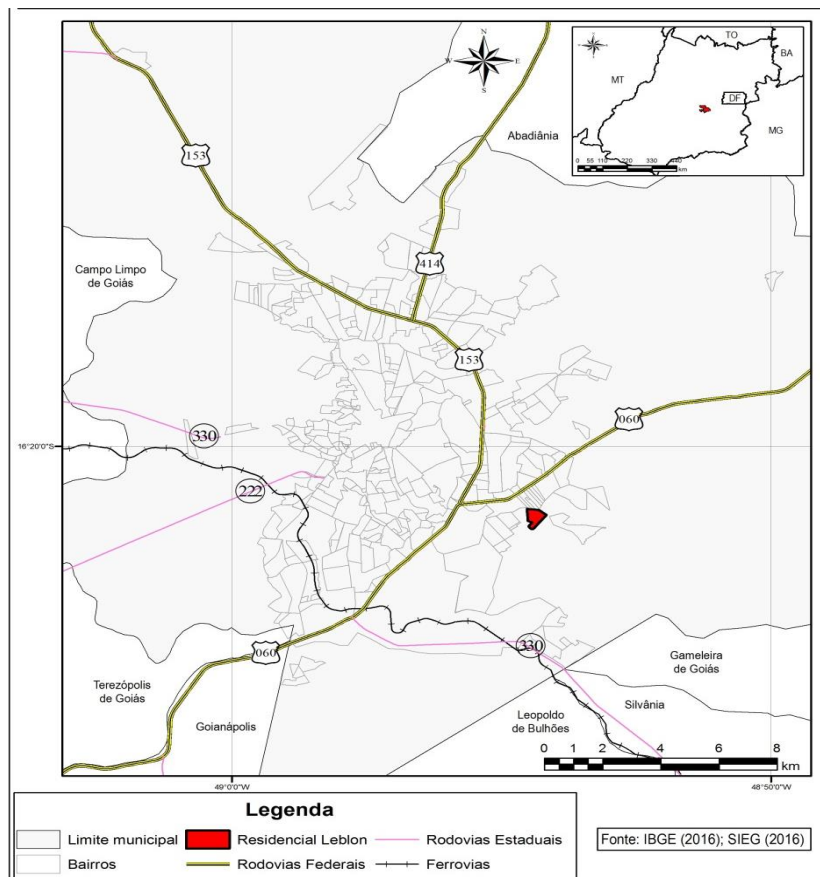 N
W
E
S
TO
BA
MT
DF
MG
0 55 110 220 330 440
km
Abadiânia
153
414
Campo Limpo
de Goiás
153
060
330
16°20'0"S
222
330
Gameleira
de Goiás
060
Terezópolis
de Goiás
Silvânia
Goianápolis
Leopoldo
de Bulhões
0 1 2 4 6 8
km
49°0'0"W
48°50'0"W
Legenda
Limite municipal
Residencial Leblon
Rodovias Estaduais
Bairros
Rodovias Federais
Ferrovias
Fonte: IBGE (2016); SIEG (2016)